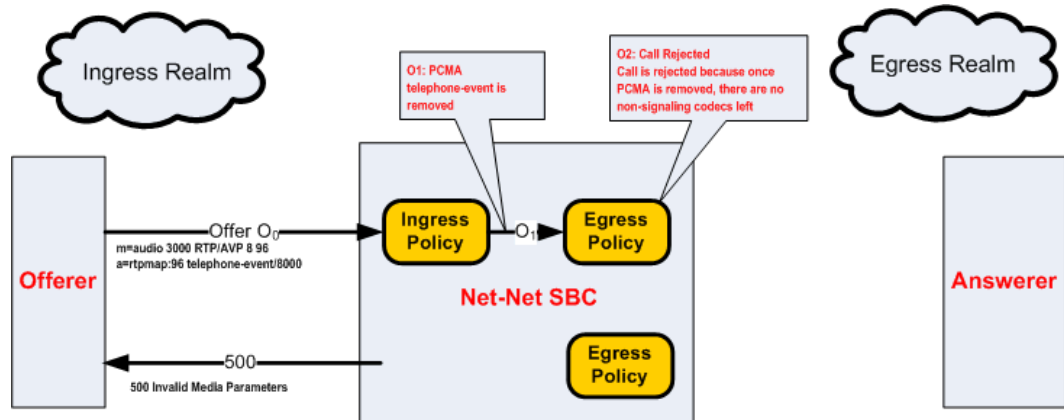 Ingress Realm
Egress Realm
O1: PCMA
telephone-event is
removed
O2: Call Rejected
Call is rejected because once
PCMA is removed, there are no
non-signaling codecs left
Offerer
Offer O₀
m=audio 3000 RTP/AVP 8 96
a=rtpmap:96 telephone-event/8000
Ingress
Policy
O₁
Egress
Policy
Net-Net SBC
Answerer
500
500 Invalid Media Parameters
Egress
Policy